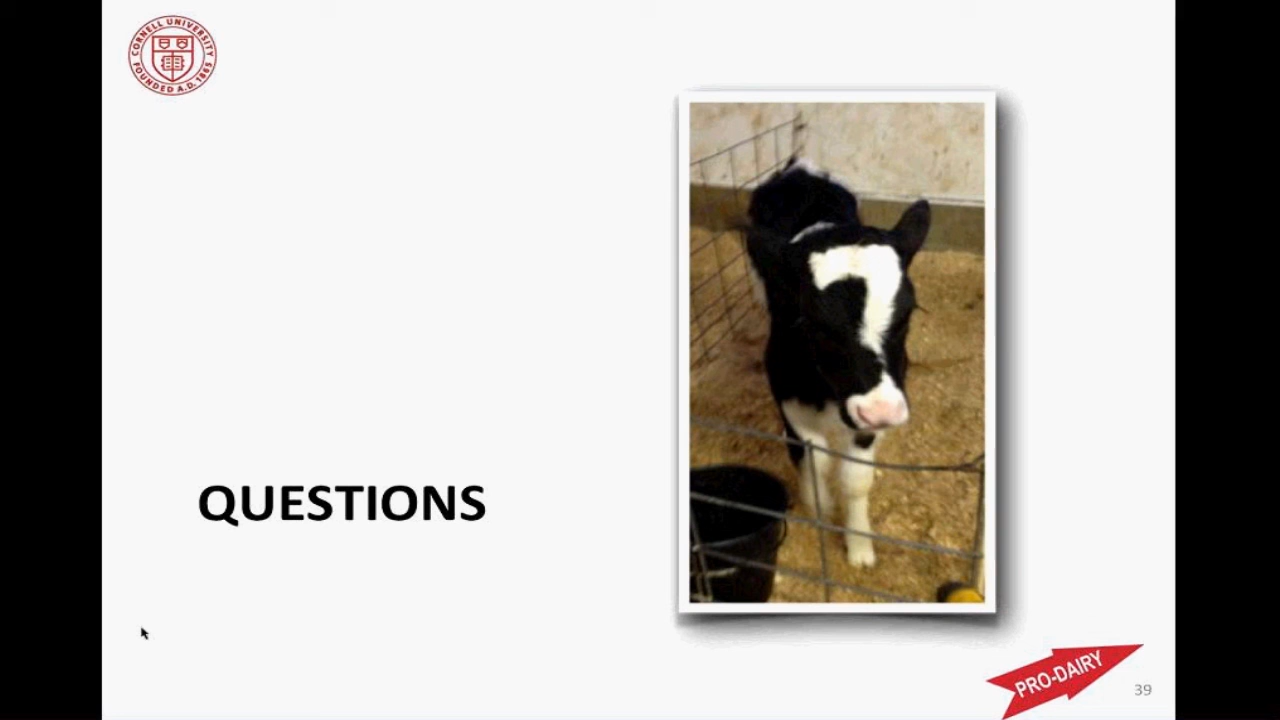 CORNELL UNIVERSITY
FOUNDED A.D. 1865
QUESTIONS
PRO-DAIRY
39